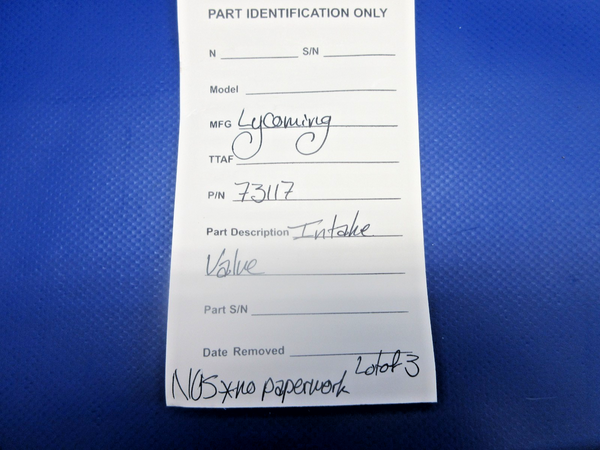 PART IDENTIFICATION ONLY
N S/N
Model
MFG Lycoming
TTAF
P/N 73117
Part Description Intake
Valve
Part S/N
Date Removed
Lot of 3
NOS * no paperwork